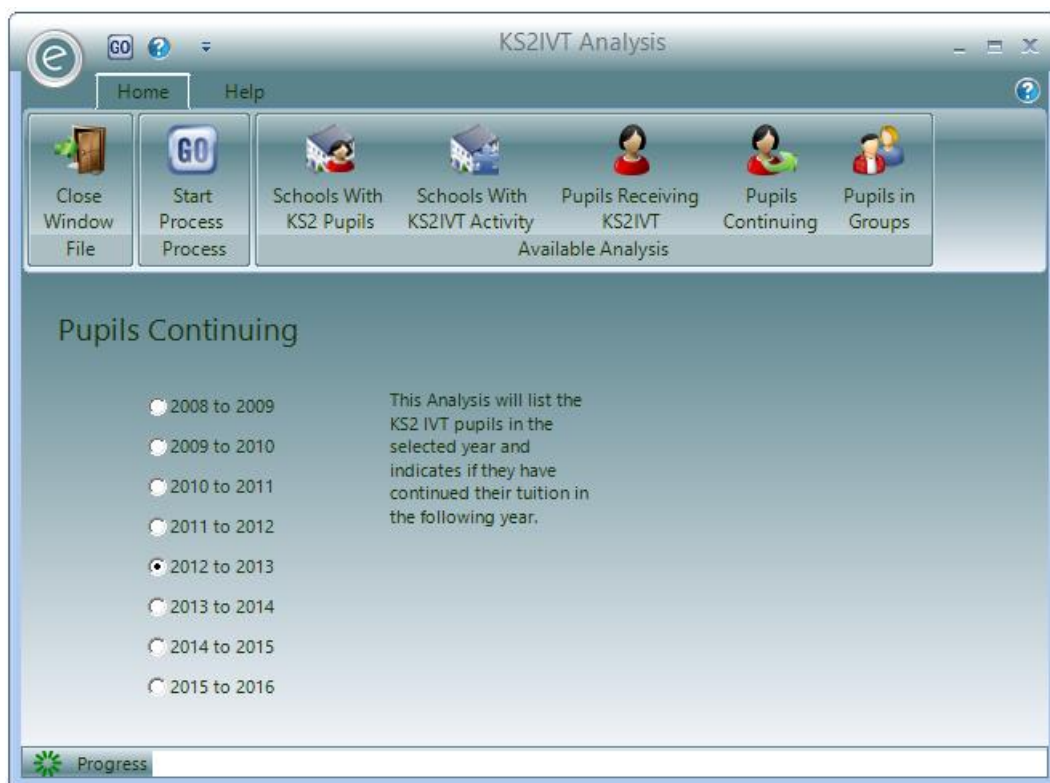 GO
KS2IVT Analysis
e
Home Help
GO
Close Window
Start Process
Schools With KS2 Pupils
Schools With KS2IVT Activity
Pupils Receiving KS2IVT
Pupils Continuing
Pupils in Groups
File
Process
Available Analysis
Pupils Continuing
2008 to 2009
2009 to 2010
2010 to 2011
2011 to 2012
2012 to 2013
2013 to 2014
2014 to 2015
2015 to 2016
This Analysis will list the
KS2 IVT pupils in the
selected year and
indicates if they have
continued their tuition in
the following year.
Progress